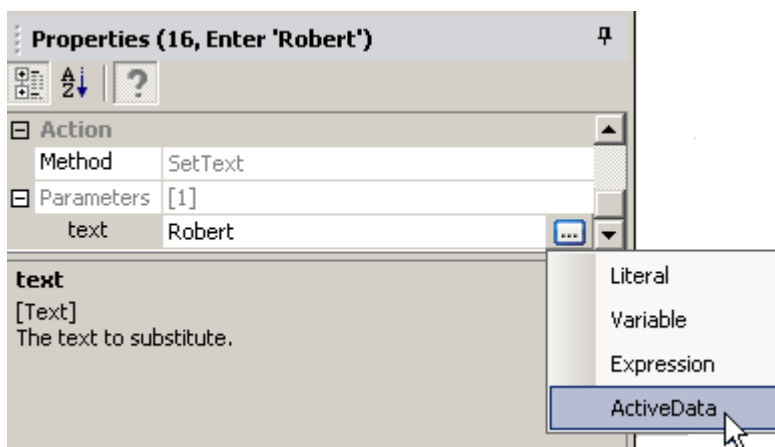 Properties (16, Enter 'Robert')
A
Z
?
Action
Method SetText
Parameters [1]
text Robert ...
text
[Text]
The text to substitute.
Literal
Variable
Expression
ActiveData